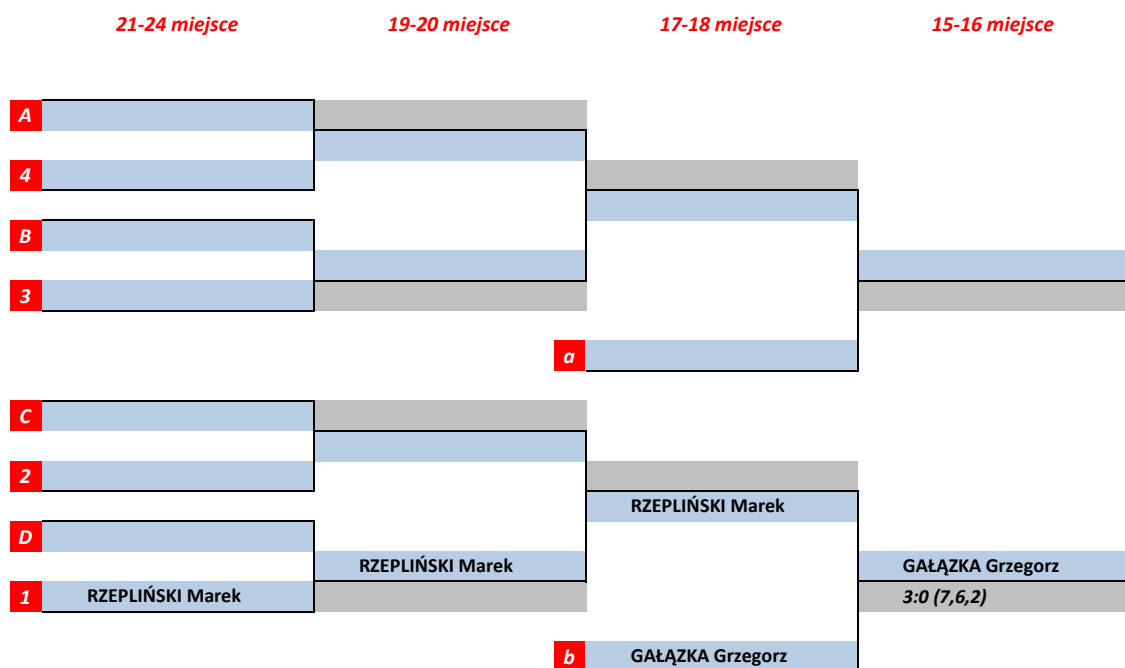 21-24 miejsce 19-20 miejsce 17-18 miejsce 15-16 miejsce
A
4
B
3
a
C
2
RZEPLIŃSKI Marek
D
RZEPLIŃSKI Marek GAŁĄZKA Grzegorz
1 RZEPLIŃSKI Marek 3:0 (7,6,2)
b GAŁĄZKA Grzegorz